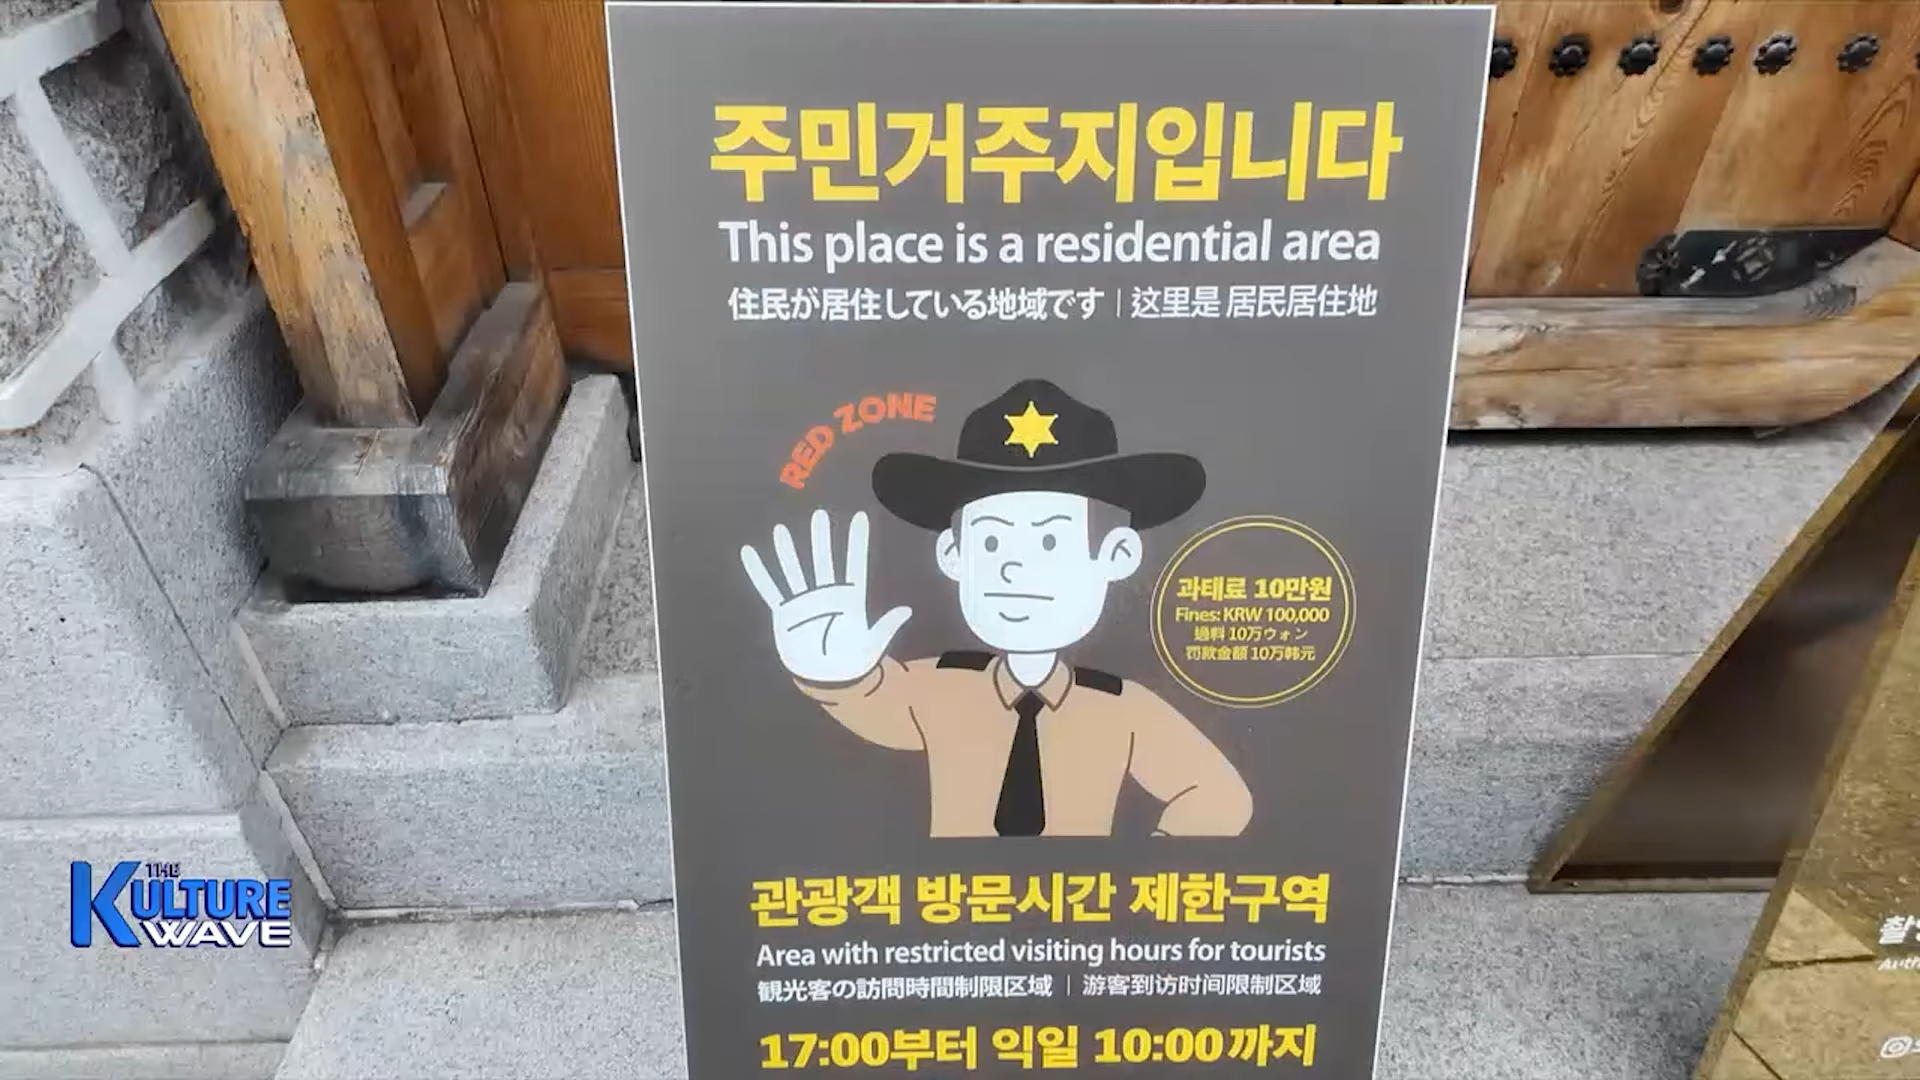 주민거주지입니다
This place is a residential area
住民が居住している地域です | 这里是 居民居住地
RED ZONE
과태료 10만원
Fines: KRW 100,000
過料 10万ウォン
罚款金額 10万韩元
관광객 방문시간 제한구역
Area with restricted visiting hours for tourists
観光客の訪問時間制限区域 | 游客到访时间限制区域
17:00부터 익일 10:00까지
THE
KULTURE
WAVE